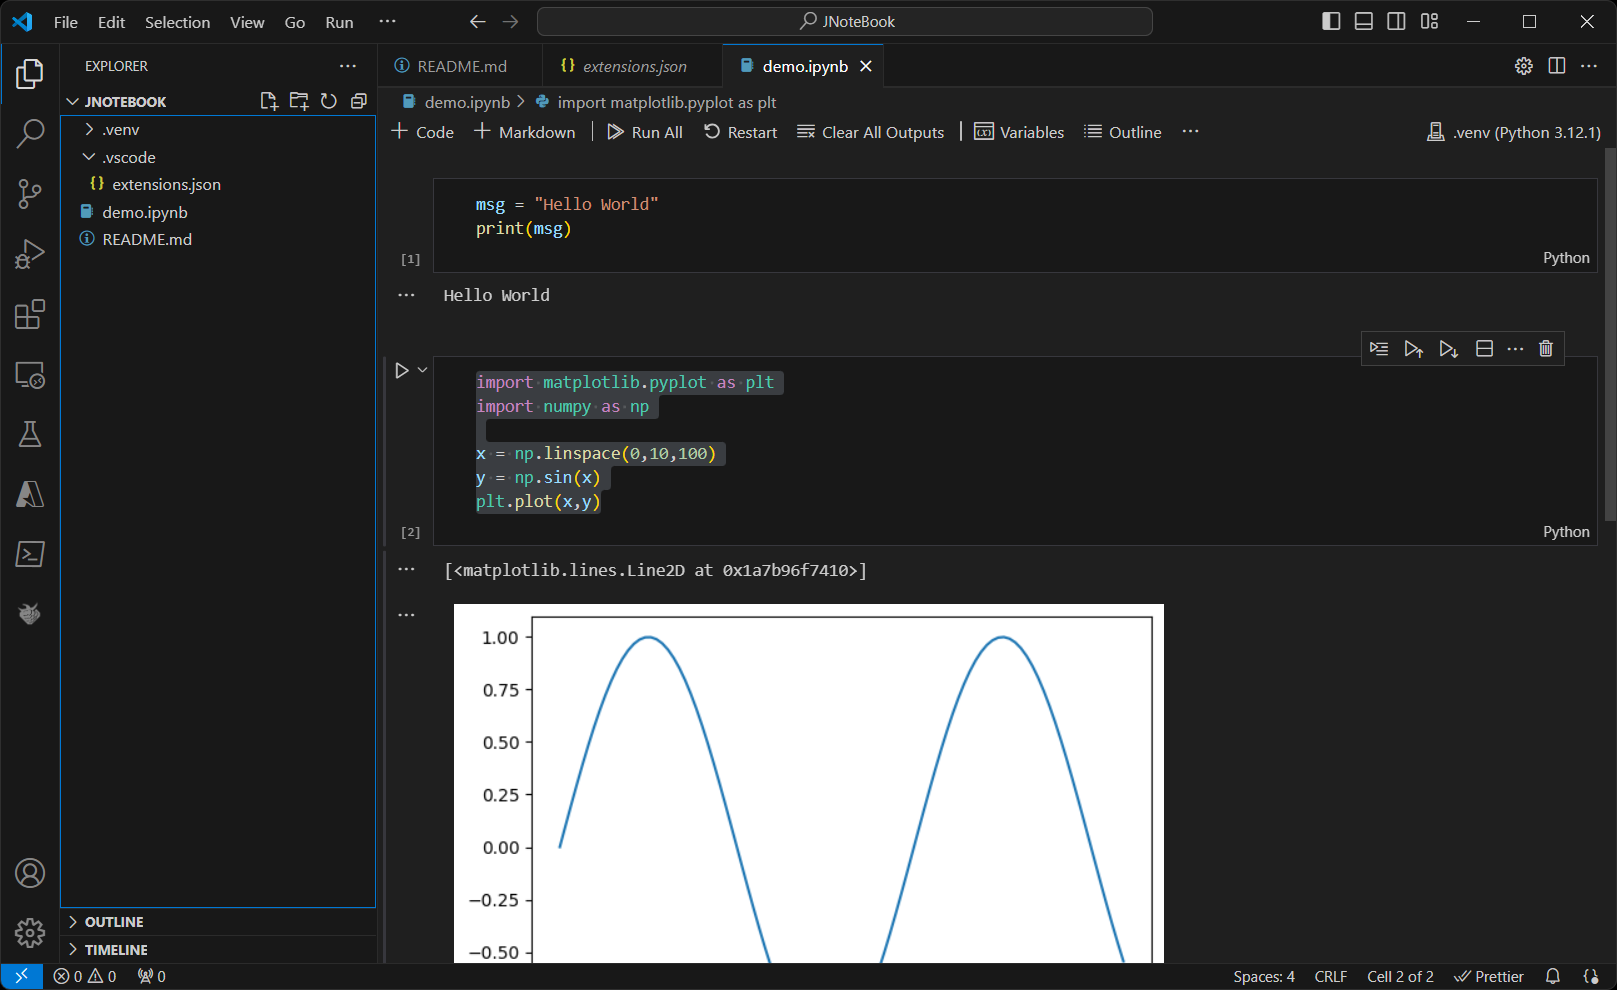 File Edit Selection View Go Run ···
JNoteBook
EXPLORER ···
README.md
{} extensions.json
demo.ipynb
JNOTEBOOK
.venv
.vscode
{} extensions.json
demo.ipynb
README.md
demo.ipynb > import matplotlib.pyplot as plt
+ Code + Markdown | Run All Restart Clear All Outputs | Variables Outline ···
.venv (Python 3.12.1)
msg = "Hello World"
print(msg)
[1]
Python
Hello World
import matplotlib.pyplot as plt
import numpy as np
x = np.linspace(0,10,100)
y = np.sin(x)
plt.plot(x,y)
[2]
Python
[<matplotlib.lines.Line2D at 0x1a7b96f7410>]
1.00
0.75
0.50
0.25
0.00
−0.25
−0.50
OUTLINE
TIMELINE
0 0 0
Spaces: 4 CRLF Cell 2 of 2 Prettier